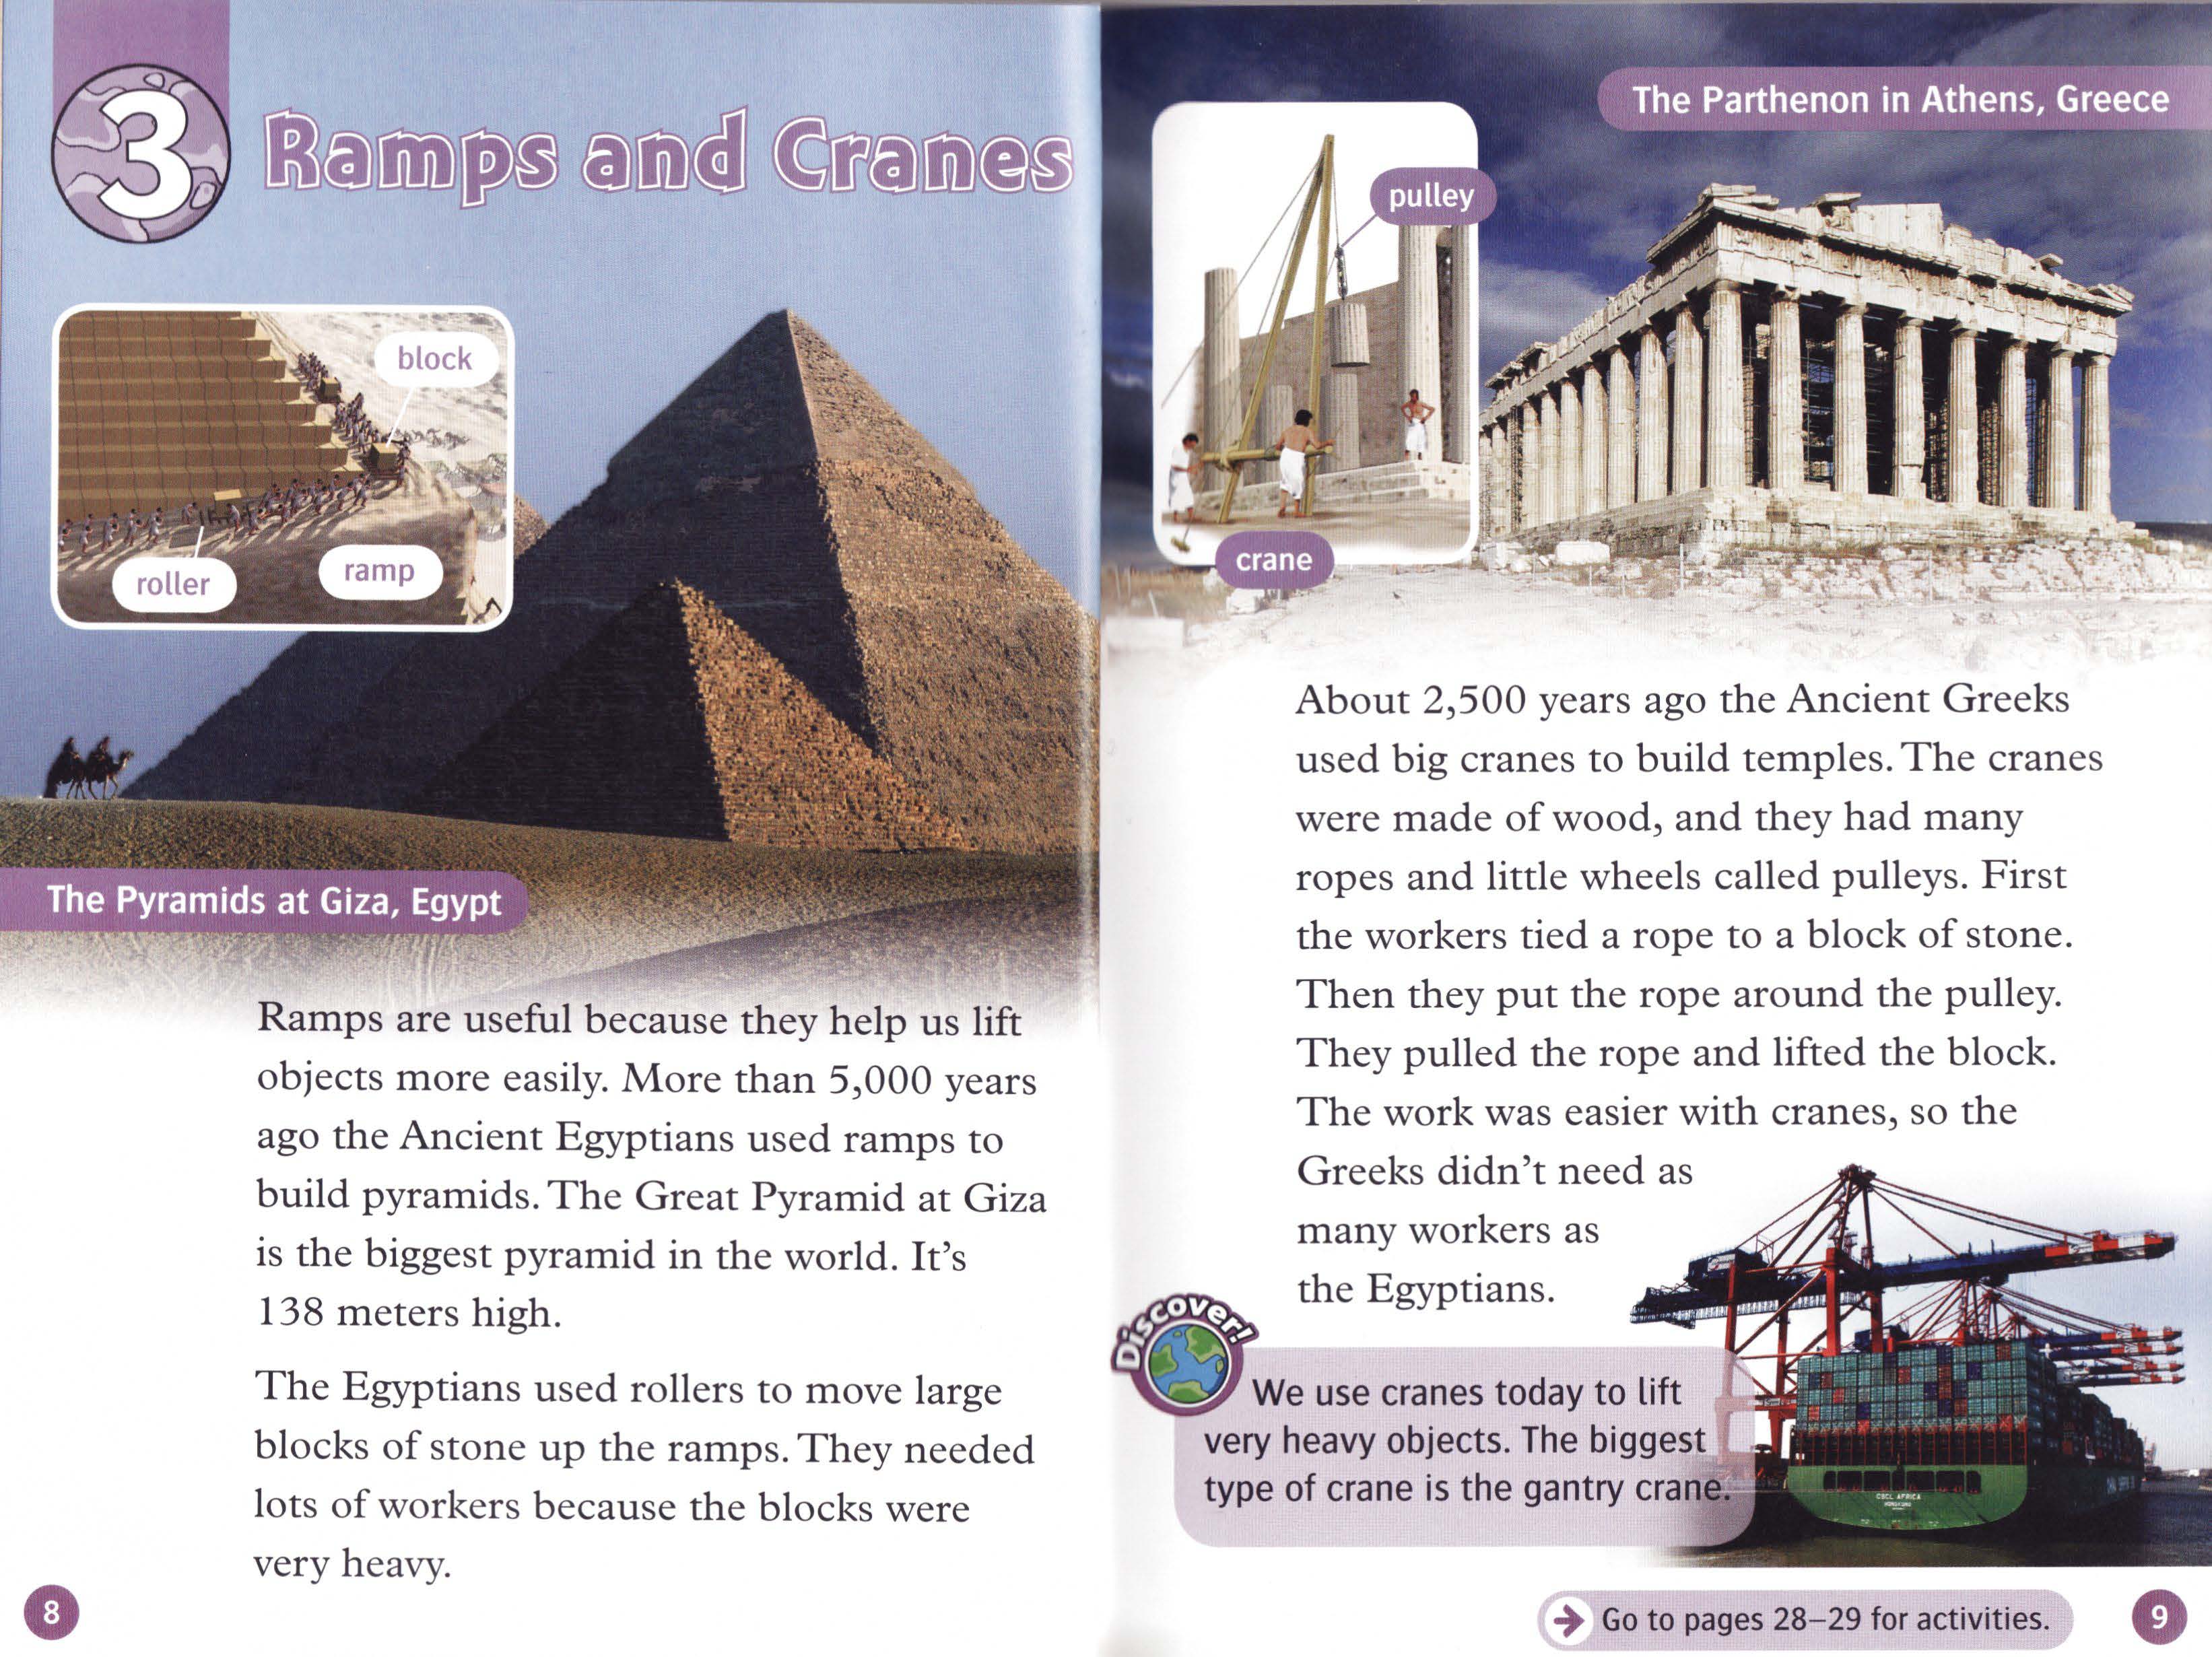 3
Ramps and Cranes
block
roller
ramp
The Pyramids at Giza, Egypt
Ramps are useful because they help us lift
objects more easily. More than 5,000 years
ago the Ancient Egyptians used ramps to
build pyramids. The Great Pyramid at Giza
is the biggest pyramid in the world. It's
138 meters high.
The Egyptians used rollers to move large
blocks of stone up the ramps. They needed
lots of workers because the blocks were
very heavy.
8
The Parthenon in Athens, Greece
pulley
crane
About 2,500 years ago the Ancient Greeks
used big cranes to build temples. The cranes
were made of wood, and they had many
ropes and little wheels called pulleys. First
the workers tied a rope to a block of stone.
Then they put the rope around the pulley.
They pulled the rope and lifted the block.
The work was easier with cranes, so the
Greeks didn't need as
many workers as
the Egyptians.
Discover!
We use cranes today to lift
very heavy objects. The biggest
type of crane is the gantry crane.
CSCL AFRICA
HONG KONG
Go to pages 28–29 for activities.
9